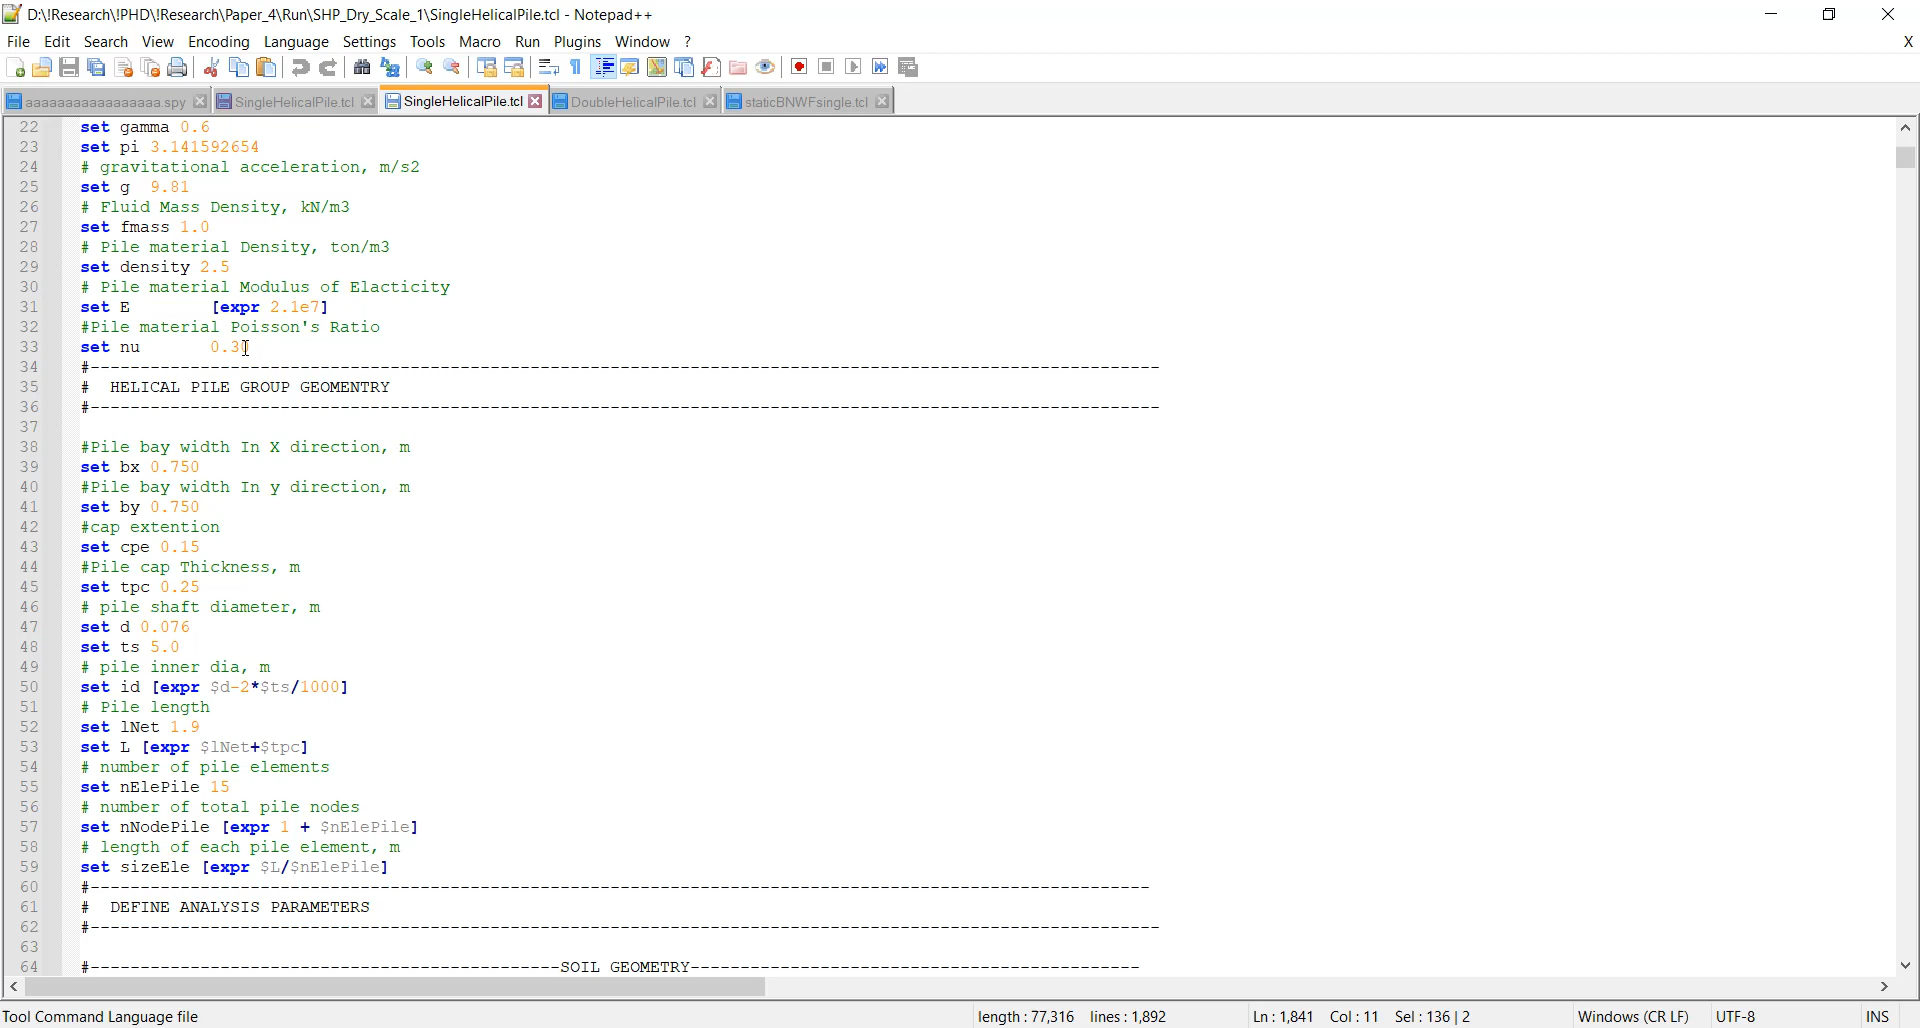 D:\!Research\!PHD\!Research\Paper_4\Run\SHP_Dry_Scale_1\SingleHelicalPile.tcl - Notepad++
File Edit Search View Encoding Language Settings Tools Macro Run Plugins Window ? X
aaaaaaaaaaaaaaaaa.spy SingleHelicalPile.tcl SingleHelicalPile.tcl DoubleHelicalPile.tcl staticBNWFsingle.tcl
22 set gamma 0.6
23 set pi 3.141592654
24 # gravitational acceleration, m/s2
25 set g 9.81
26 # Fluid Mass Density, kN/m3
27 set fmass 1.0
28 # Pile material Density, ton/m3
29 set density 2.5
30 # Pile material Modulus of Elacticity
31 set E [expr 2.1e7]
32 #Pile material Poisson's Ratio
33 set nu 0.30
34 #-----------------------------------------------------------------------------------------------------------
35 # HELICAL PILE GROUP GEOMENTRY
36 #-----------------------------------------------------------------------------------------------------------
37
38 #Pile bay width In X direction, m
39 set bx 0.750
40 #Pile bay width In y direction, m
41 set by 0.750
42 #cap extention
43 set cpe 0.15
44 #Pile cap Thickness, m
45 set tpc 0.25
46 # pile shaft diameter, m
47 set d 0.076
48 set ts 5.0
49 # pile inner dia, m
50 set id [expr $d-2*$ts/1000]
51 # Pile length
52 set lNet 1.9
53 set L [expr $lNet+$tpc]
54 # number of pile elements
55 set nElePile 15
56 # number of total pile nodes
57 set nNodePile [expr 1 + $nElePile]
58 # length of each pile element, m
59 set sizeEle [expr $L/$nElePile]
60 #----------------------------------------------------------------------------------------------------------
61 # DEFINE ANALYSIS PARAMETERS
62 #-----------------------------------------------------------------------------------------------------------
63
64 #-----------------------------------------------SOIL GEOMETRY---------------------------------------------
Tool Command Language file length : 77,316 lines : 1,892 Ln : 1,841 Col : 11 Sel : 136 | 2 Windows (CR LF) UTF-8 INS